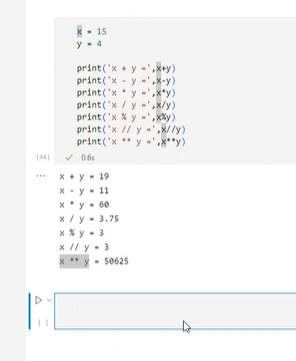 x = 15
y = 4
print('x + y =',x+y)
print('x - y =',x-y)
print('x * y =',x*y)
print('x / y =',x/y)
print('x % y =',x%y)
print('x // y =',x//y)
print('x ** y =',x**y)
[44] ✓ 0.6s
... x + y = 19
x - y = 11
x * y = 60
x / y = 3.75
x % y = 3
x // y = 3
x ** y = 50625
[ ]